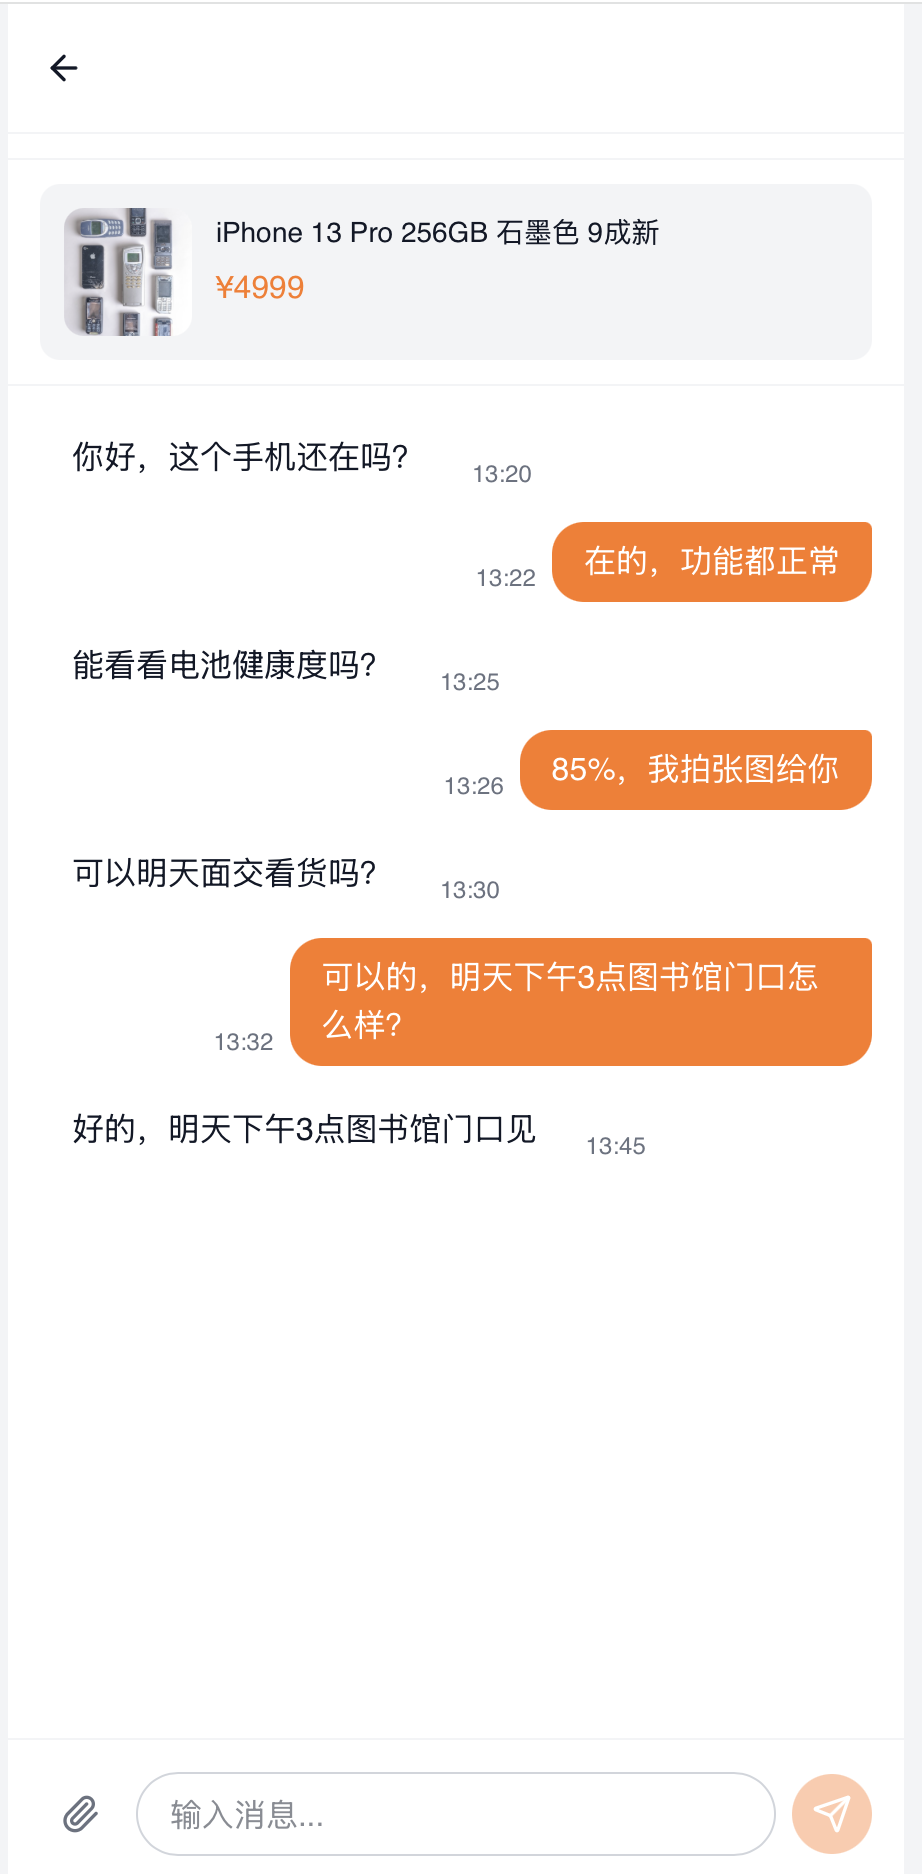 iPhone 13 Pro 256GB 石墨色 9成新
¥4999
你好，这个手机还在吗？
13:20
在的，功能都正常
13:22
能看看电池健康度吗？
13:25
85%，我拍张图给你
13:26
可以明天面交看货吗？
13:30
可以的，明天下午3点图书馆门口怎
么样？
13:32
好的，明天下午3点图书馆门口见
13:45
输入消息...